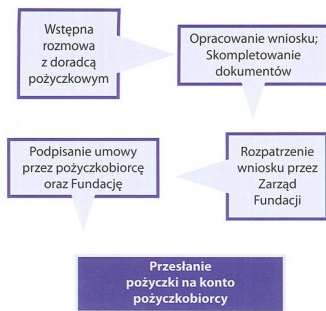 Wstępna
rozmowa
z doradcą
pożyczkowym
Opracowanie wniosku;
Skompletowanie
dokumentów
Rozpatrzenie
wniosku przez
Zarząd
Fundacji
Podpisanie umowy
przez pożyczkobiorcę
oraz Fundację
Przesłanie
pożyczki na konto
pożyczkobiorcy